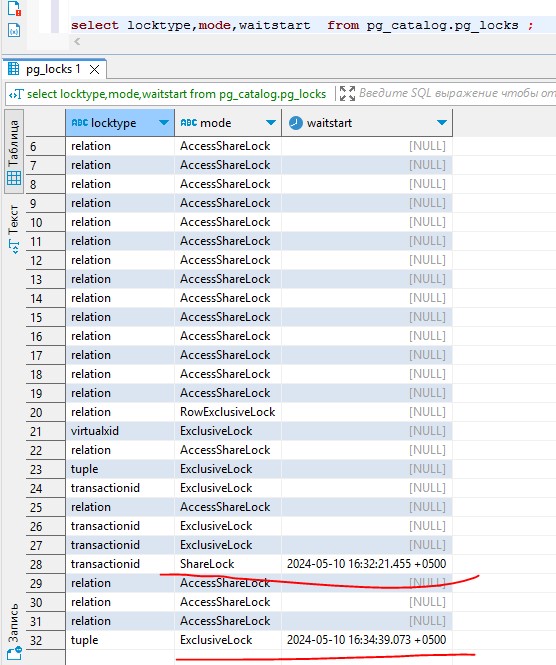 select locktype,mode,waitstart from pg_catalog.pg_locks ;
pg_locks 1
select locktype,mode,waitstart from pg_catalog.pg_locks
Введите SQL выражение чтобы от
Таблица
Текст
Запись
locktype mode waitstart
6 relation AccessShareLock [NULL]
7 relation AccessShareLock [NULL]
8 relation AccessShareLock [NULL]
9 relation AccessShareLock [NULL]
10 relation AccessShareLock [NULL]
11 relation AccessShareLock [NULL]
12 relation AccessShareLock [NULL]
13 relation AccessShareLock [NULL]
14 relation AccessShareLock [NULL]
15 relation AccessShareLock [NULL]
16 relation AccessShareLock [NULL]
17 relation AccessShareLock [NULL]
18 relation AccessShareLock [NULL]
19 relation AccessShareLock [NULL]
20 relation RowExclusiveLock [NULL]
21 virtualxid ExclusiveLock [NULL]
22 relation AccessShareLock [NULL]
23 tuple ExclusiveLock [NULL]
24 transactionid ExclusiveLock [NULL]
25 relation AccessShareLock [NULL]
26 transactionid ExclusiveLock [NULL]
27 transactionid ExclusiveLock [NULL]
28 transactionid ShareLock 2024-05-10 16:32:21.455 +0500
29 relation AccessShareLock [NULL]
30 relation AccessShareLock [NULL]
31 relation AccessShareLock [NULL]
32 tuple ExclusiveLock 2024-05-10 16:34:39.073 +0500